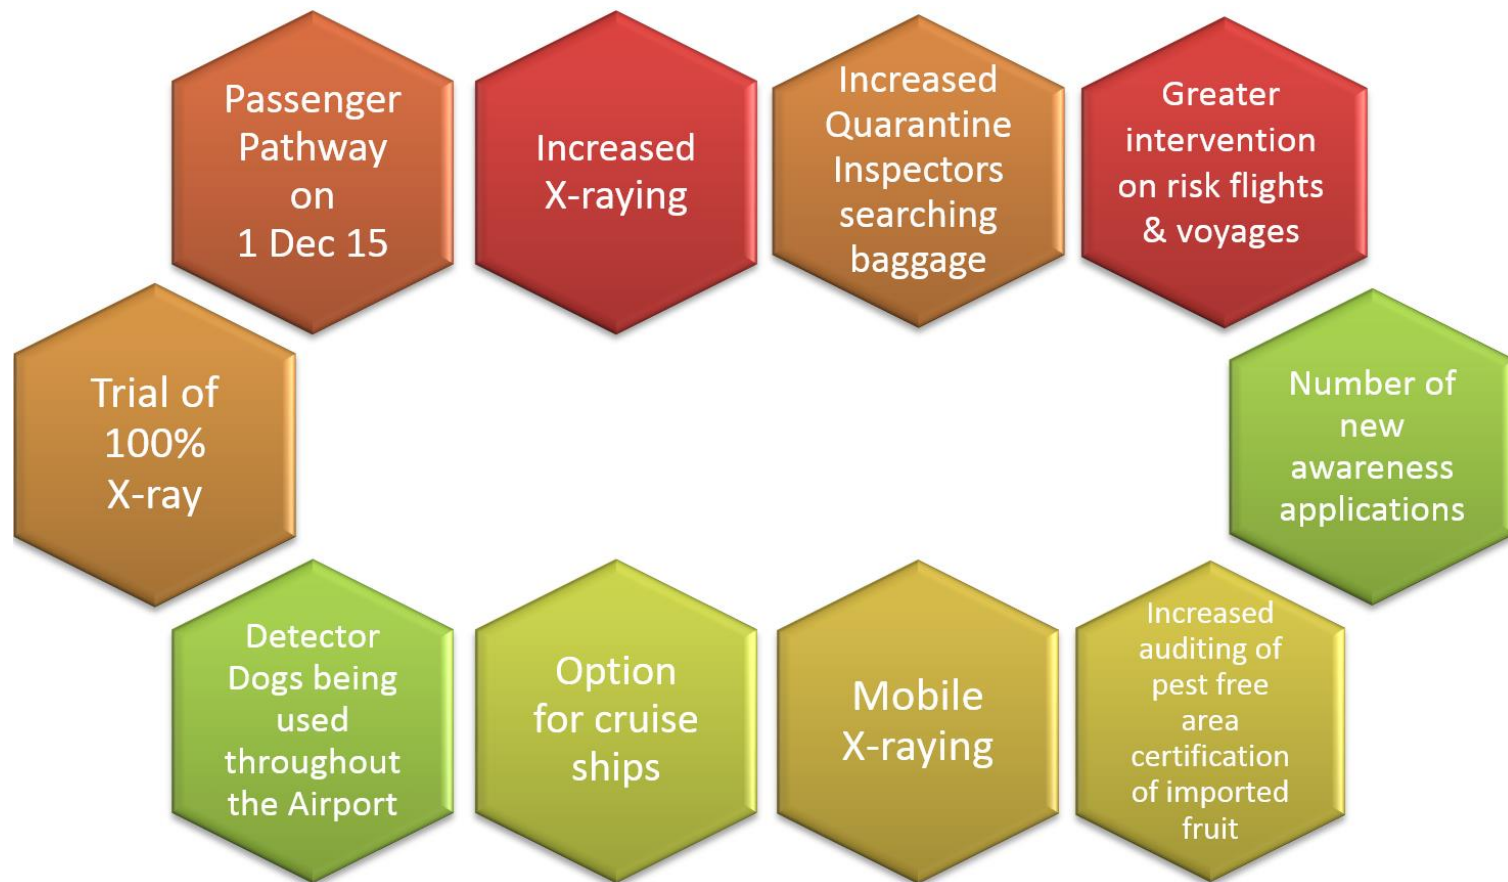 Passenger
Pathway
on
1 Dec 15
Increased
X-raying
Increased
Quarantine
Inspectors
searching
baggage
Greater
intervention
on risk flights
& voyages
Trial of
100%
X-ray
Number of
new
awareness
applications
Detector
Dogs being
used
throughout
the Airport
Option
for cruise
ships
Mobile
X-raying
Increased
auditing of
pest free
area
certification
of imported
fruit